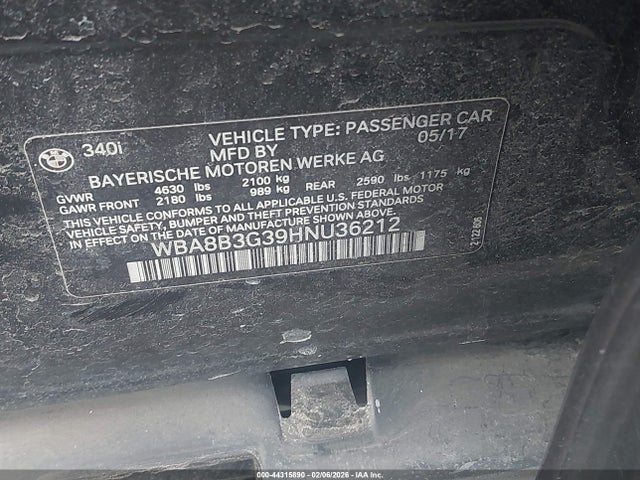 340i
VEHICLE TYPE: PASSENGER CAR
MFD BY 05/17
BAYERISCHE MOTOREN WERKE AG
GVWR 4630 lbs 2100 kg
GAWR FRONT 2180 lbs 989 kg REAR 2590 lbs 1175 kg
THIS VEHICLE CONFORMS TO ALL APPLICABLE U.S. FEDERAL MOTOR
VEHICLE SAFETY, BUMPER AND THEFT PREVENTION STANDARDS
IN EFFECT ON THE DATE OF MANUFACTURE SHOWN ABOVE.
WBA8B3G39HNU36212
000-44315890 - 02/06/2026 - IAA Inc.